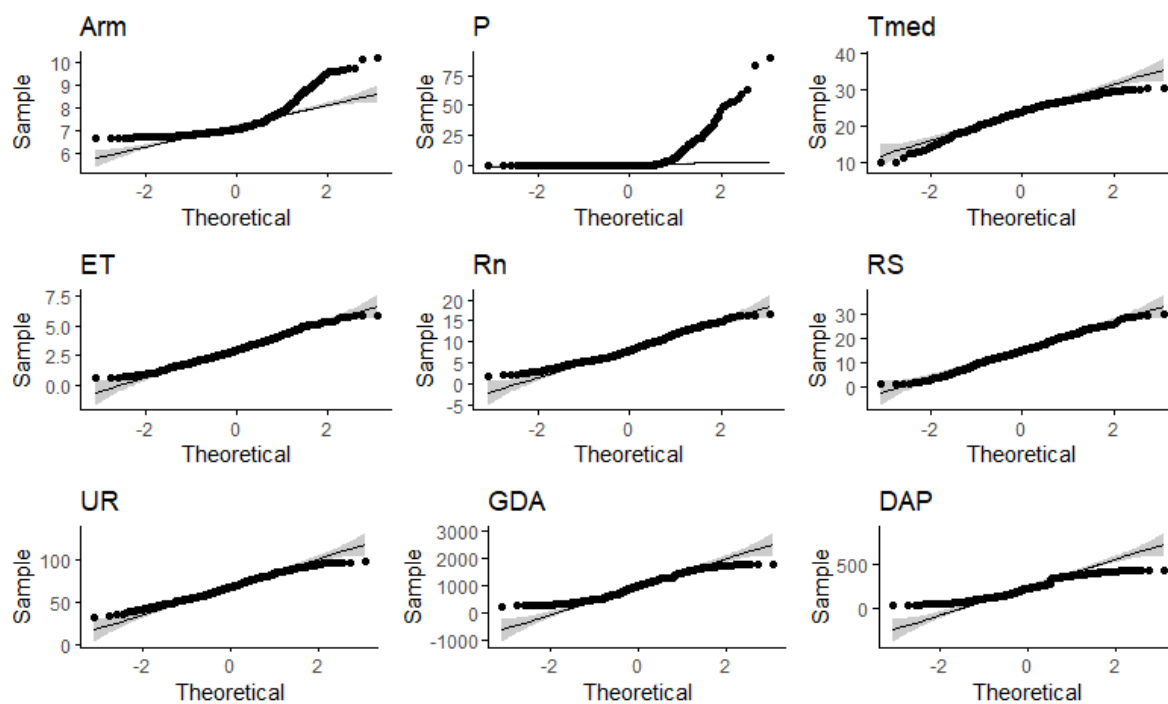 Arm P Tmed
Sample 10 9 8 7 6 Sample 75 50 25 0 Sample 40 30 20 10
-2 0 2 -2 0 2 -2 0 2
Theoretical Theoretical Theoretical
ET Rn RS
Sample 7.5 5.0 2.5 0.0 Sample 20 15 10 5 0 -5 Sample 30 20 10 0
-2 0 2 -2 0 2 -2 0 2
Theoretical Theoretical Theoretical
UR GDA DAP
Sample 100 50 0 Sample 3000 2000 1000 0 -1000 Sample 500 0
-2 0 2 -2 0 2 -2 0 2
Theoretical Theoretical Theoretical